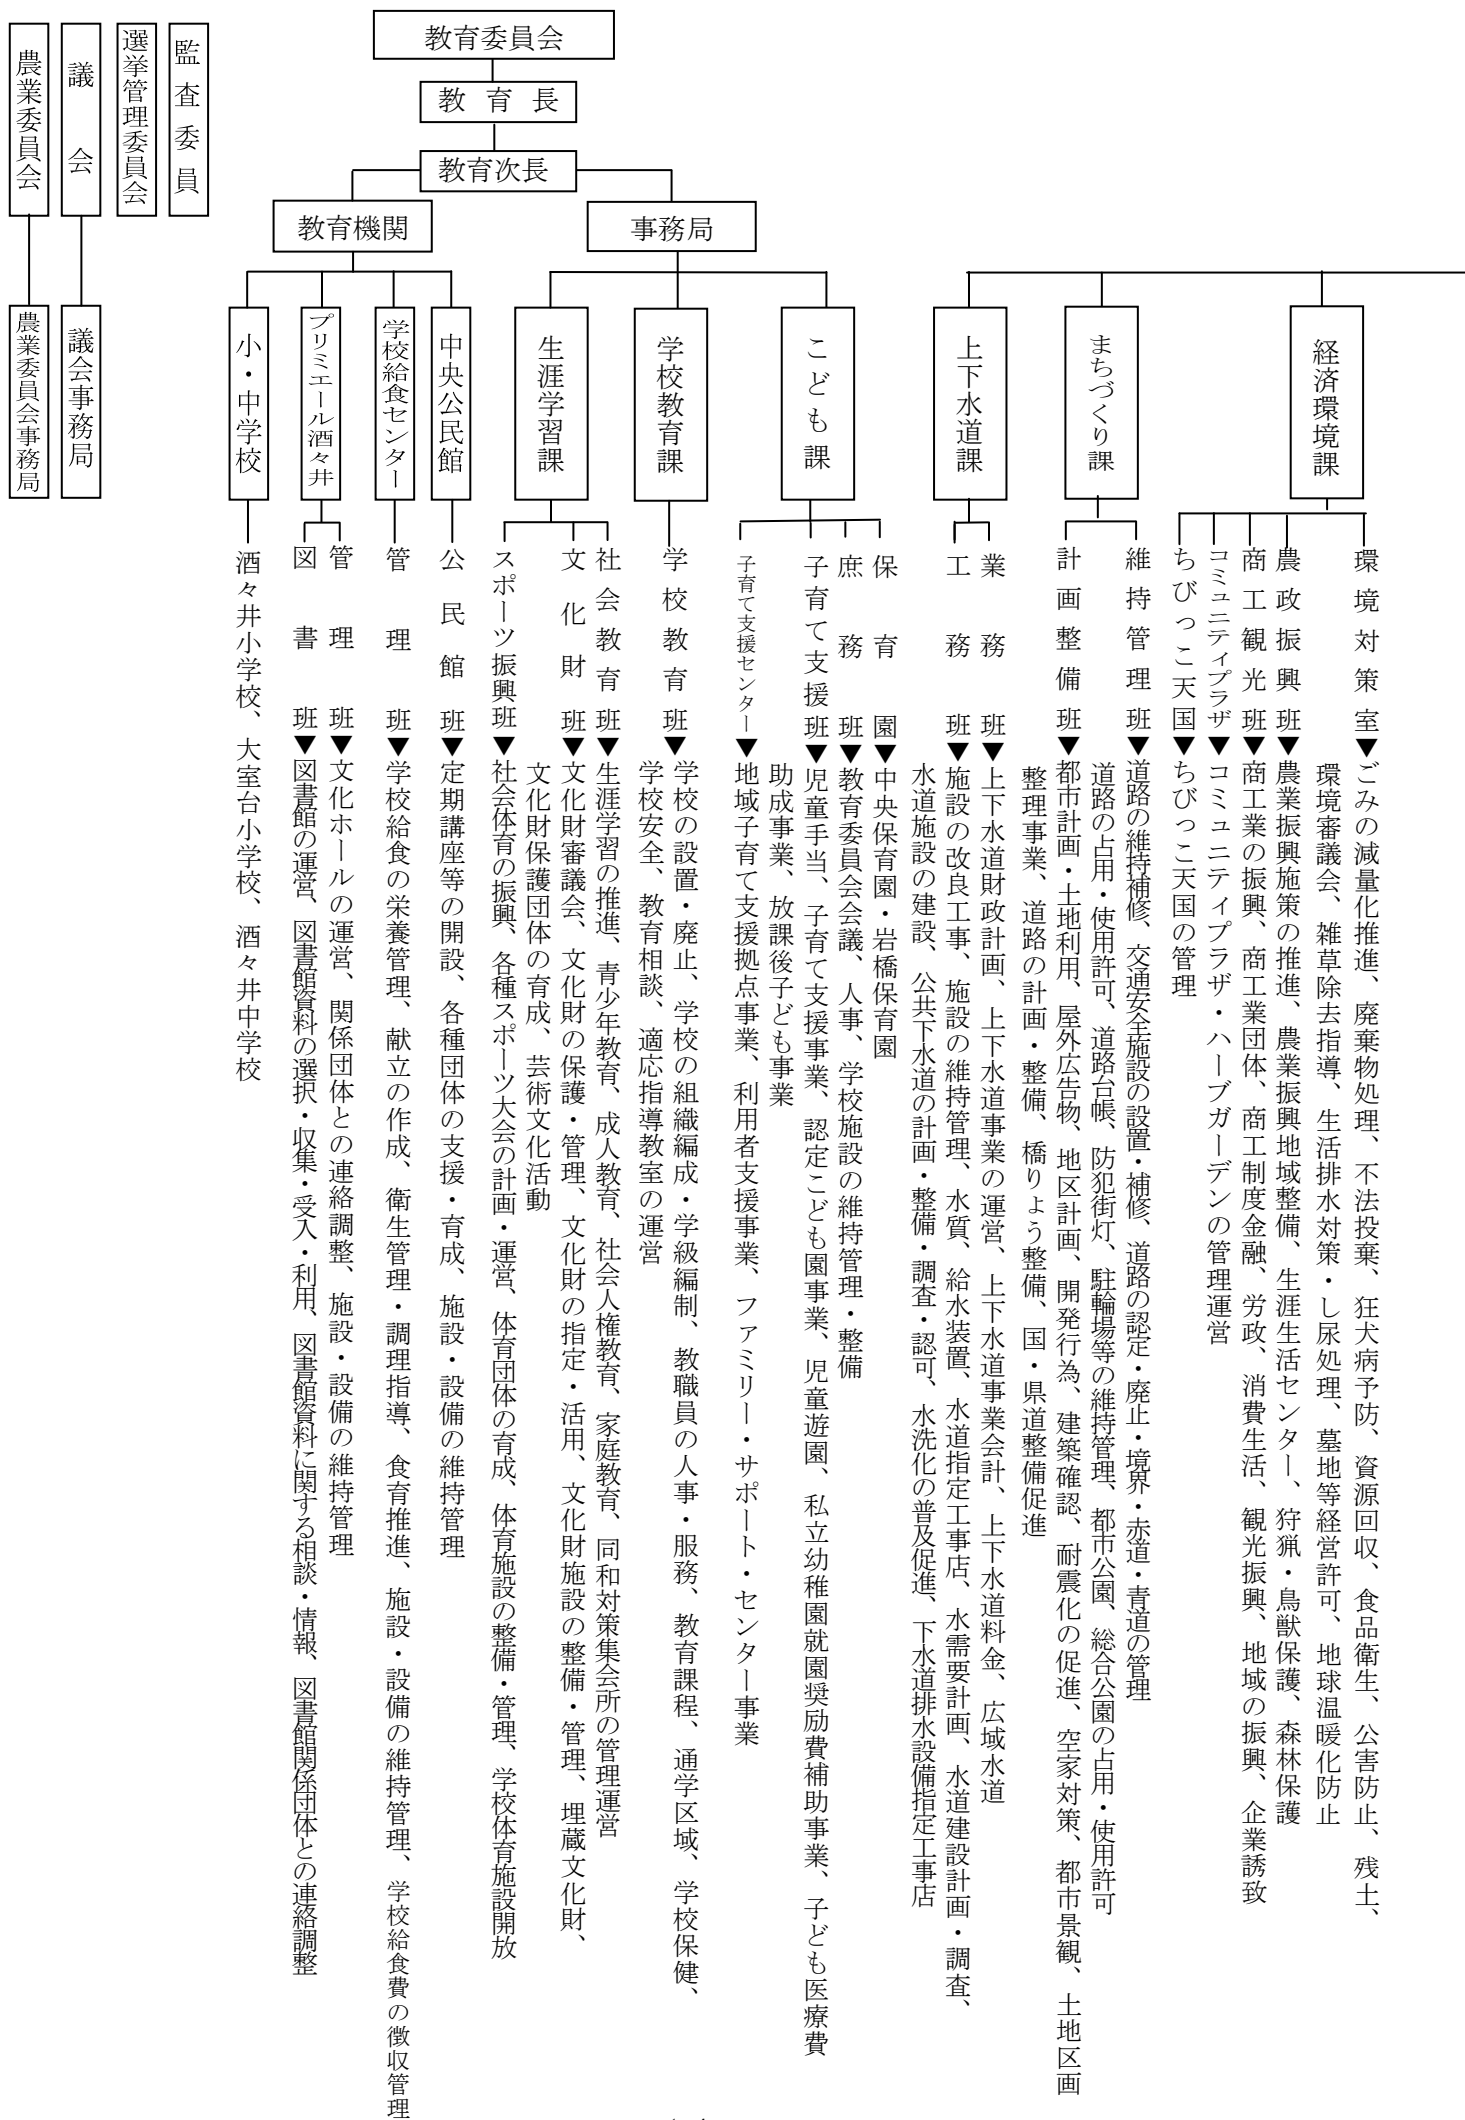 経済環境課
環境対策室▼ごみの減量化推進、廃棄物処理、不法投棄、狂犬病予防、資源回収、食品衛生、公害防止、残土、
環境審議会、雑草除去指導、生活排水対策・し尿処理、墓地等経営許可、地球温暖化防止
農政振興班▼農業振興施策の推進、農業振興地域整備、生涯生活センター、狩猟・鳥獣保護、森林保護
商工観光班▼商工業の振興、商工業団体、商工制度金融、労政、消費生活、観光振興、地域の振興、企業誘致
コミュニティプラザ▼コミュニティプラザ・ハーブガーデンの管理運営
ちびっこ天国▼ちびっこ天国の管理
まちづくり課
維持管理班▼道路の維持補修、交通安全施設の設置・補修、道路の認定・廃止・境界・赤道・青道の管理
道路の占用・使用許可、道路台帳、防犯街灯、駐輪場等の維持管理、都市公園、総合公園の占用・使用許可
計画整備班▼都市計画・土地利用、屋外広告物、地区計画、開発行為、建築確認、耐震化の促進、空家対策、都市景観、土地区画
整理事業、道路の計画・整備、橋りょう整備、国・県道整備促進
上下水道課
業務班▼上下水道財政計画、上下水道事業の運営、上下水道事業会計、上下水道料金、広域水道
工務班▼施設の改良工事、施設の維持管理、水質、給水装置、水道指定工事店、水需要計画、水道建設計画・調査、
水道施設の建設、公共下水道の計画・整備・調査・認可、水洗化の普及促進、下水道排水設備指定工事店
教育委員会
教育長
教育次長
事務局
こども課
保育園▼中央保育園・岩橋保育園
庶務班▼教育委員会会議、人事、学校施設の維持管理・整備
子育て支援班▼児童手当、子育て支援事業、認定こども園事業、児童遊園、私立幼稚園就園奨励費補助事業、子ども医療費
助成事業、放課後子ども事業
子育て支援センター▼地域子育て支援拠点事業、利用者支援事業、ファミリー・サポート・センター事業
学校教育課
学校教育班▼学校の設置・廃止、学校の組織編成・学級編制、教職員の人事・服務、教育課程、通学区域、学校保健、
学校安全、教育相談、適応指導教室の運営
生涯学習課
社会教育班▼生涯学習の推進、青少年教育、成人教育、社会人権教育、家庭教育、同和対策集会所の管理運営
文化財班▼文化財審議会、文化財の保護・管理、文化財の指定・活用、文化財施設の整備・管理、埋蔵文化財、
文化財保護団体の育成、芸術文化活動
スポーツ振興班▼社会体育の振興、各種スポーツ大会の計画・運営、体育団体の育成、体育施設の整備・管理、学校体育施設開放
教育機関
中央公民館
公民館班▼定期講座等の開設、各種団体の支援・育成、施設・設備の維持管理
学校給食センター
管理班▼学校給食の栄養管理、献立の作成、衛生管理・調理指導、食育推進、施設・設備の維持管理、学校給食費の徴収管理
プリミエール酒々井
管理班▼文化ホールの運営、関係団体との連絡調整、施設・設備の維持管理
図書班▼図書館の運営、図書館資料の選択・収集・受入・利用、図書館資料に関する相談・情報、図書館関係団体との連絡調整
小・中学校
酒々井小学校、大室台小学校、酒々井中学校
監査委員
選挙管理委員会
議会
議会事務局
農業委員会
農業委員会事務局